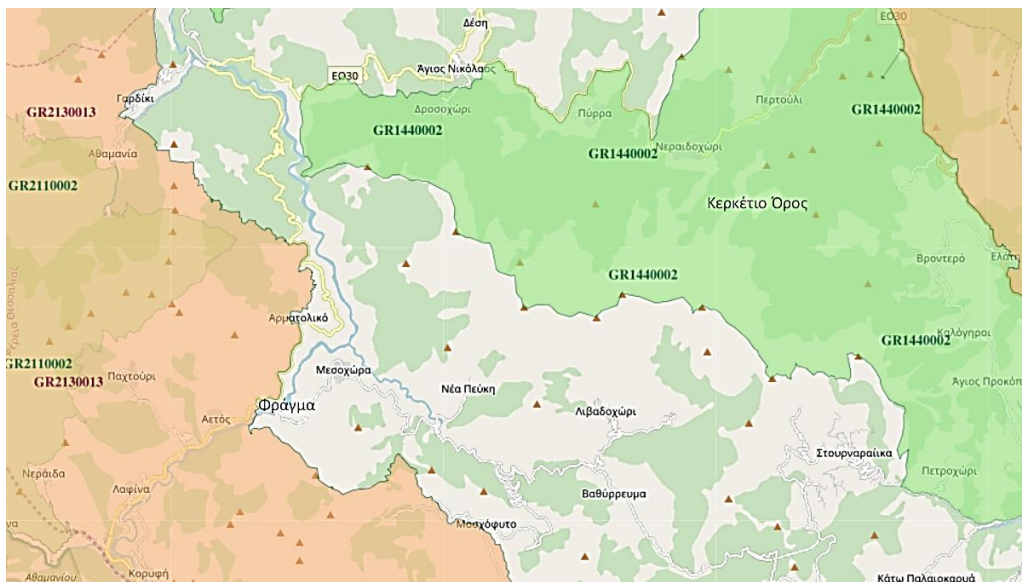 Δέση
ΕΟ30
Άγιος Νικόλαος
ΕΟ30
Γαρδίκι
GR2130013
Δροσοχώρι
Πύρρα
Περτούλι
GR1440002
GR1440002
Αθαμανία
GR1440002
Νεραιδοχώρι
GR2110002
Κερκέτιο Όρος
Βροντερό
Ελάτη
GR1440002
Αρματολικό
Καλόγηροι
GR1440002
GR2110002
Μεσοχώρα
GR2130013
Παχτούρι
Νέα Πεύκη
Άγιος Προκόπ
Φράγμα
Αετός
Λιβαδοχώρι
Στουρναραίικα
Νεράιδα
Πετροχώρι
Λαφίνα
Βαθύρρευμα
Μοσχόφυτο
Κορυφή
Αθαμανίου
Κάτω Παλαιοκαρυά